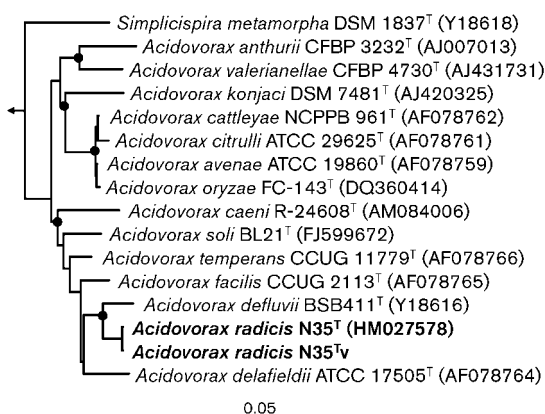 Simplicispira metamorpha DSM 1837ᵀ (Y18618)
Acidovorax anthurii CFBP 3232ᵀ (AJ007013)
Acidovorax valerianellae CFBP 4730ᵀ (AJ431731)
Acidovorax konjaci DSM 7481ᵀ (AJ420325)
Acidovorax cattleyae NCPPB 961ᵀ (AF078762)
Acidovorax citrulli ATCC 29625ᵀ (AF078761)
Acidovorax avenae ATCC 19860ᵀ (AF078759)
Acidovorax oryzae FC-143ᵀ (DQ360414)
Acidovorax caeni R-24608ᵀ (AM084006)
Acidovorax soli BL21ᵀ (FJ599672)
Acidovorax temperans CCUG 11779ᵀ (AF078766)
Acidovorax facilis CCUG 2113ᵀ (AF078765)
Acidovorax defluvii BSB411ᵀ (Y18616)
Acidovorax radicis N35ᵀ (HM027578)
Acidovorax radicis N35ᵀv
Acidovorax delafieldii ATCC 17505ᵀ (AF078764)
0.05